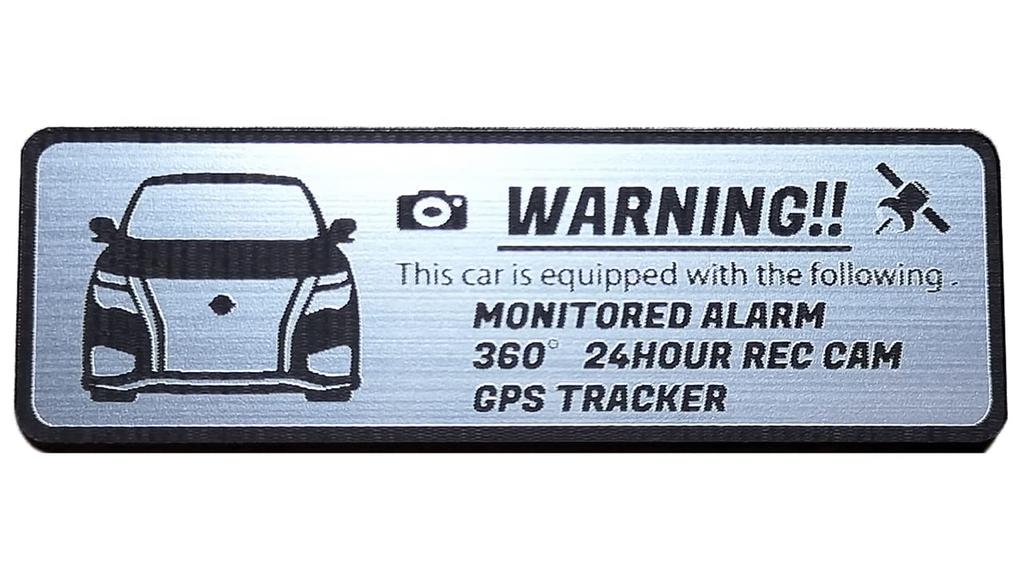 WARNING!!
This car is equipped with the following.
MONITORED ALARM
360° 24HOUR REC CAM
GPS TRACKER